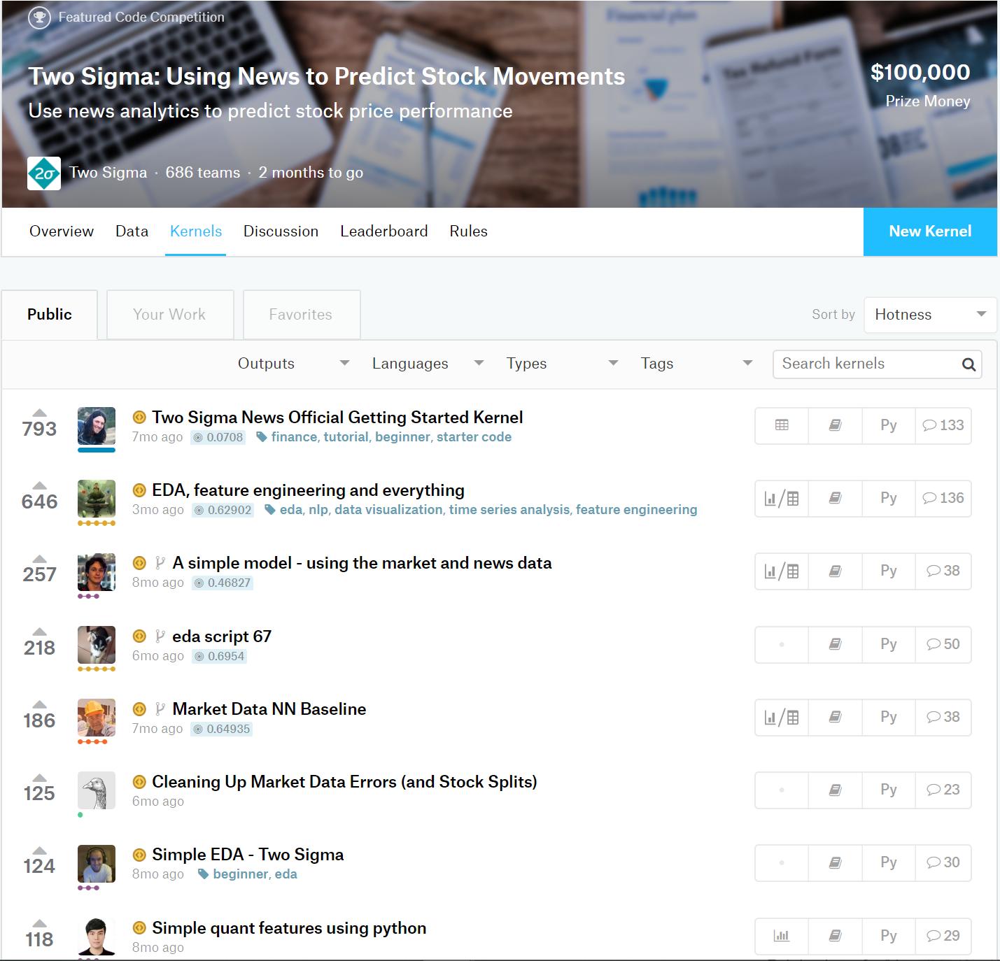 Featured Code Competition
Financial plan
Tax Refund Form
Two Sigma: Using News to Predict Stock Movements
$100,000
Use news analytics to predict stock price performance
Prize Money
2σ Two Sigma · 686 teams · 2 months to go
Overview Data Kernels Discussion Leaderboard Rules New Kernel
Public Your Work Favorites Sort by Hotness
Outputs Languages Types Tags Search kernels
793 Two Sigma News Official Getting Started Kernel Py 133
7mo ago 0.0708 finance, tutorial, beginner, starter code
646 EDA, feature engineering and everything Py 136
3mo ago 0.62902 eda, nlp, data visualization, time series analysis, feature engineering
257 A simple model - using the market and news data Py 38
8mo ago 0.46827
218 eda script 67 Py 50
6mo ago 0.6954
186 Market Data NN Baseline Py 38
7mo ago 0.64935
125 Cleaning Up Market Data Errors (and Stock Splits) Py 23
6mo ago
124 Simple EDA - Two Sigma Py 30
8mo ago beginner, eda
118 Simple quant features using python Py 29
8mo ago